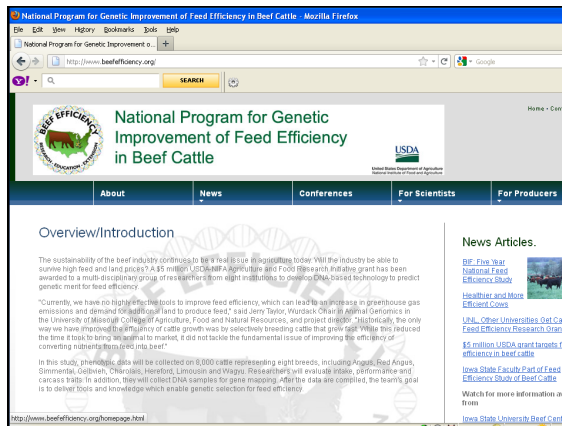 National Program for Genetic Improvement of Feed Efficiency in Beef Cattle - Mozilla Firefox
File Edit View History Bookmarks Tools Help
National Program for Genetic Improvement o...
http://www.beefefficiency.org/
Google
SEARCH
BEEF EFFICIENCY
RESEARCH - EDUCATION - EXTENSION
National Program for Genetic
Improvement of Feed Efficiency
in Beef Cattle
USDA
United States Department of Agriculture
National Institute of Food and Agriculture
Home • Con
About News Conferences For Scientists For Producers
Overview/Introduction
The sustainability of the beef industry continues to be a real issue in agriculture today. Will the industry be able to
survive high feed and land prices? A $5 million USDA-NIFA Agriculture and Food Research Initiative grant has been
awarded to a multi-disciplinary group of researchers from eight institutions to develop DNA-based technology to predict
genetic merit for feed efficiency.
"Currently, we have no highly effective tools to improve feed efficiency, which can lead to an increase in greenhouse gas
emissions and demand for additional land to produce feed," said Jerry Taylor, Wurdack Chair in Animal Genomics in
the University of Missouri College of Agriculture, Food and Natural Resources, and project director. "Historically, the only
way we have improved the efficiency of cattle growth was by selectively breeding cattle that grew fast. While this reduced
the time it took to bring an animal to market, it did not tackle the fundamental issue of improving the efficiency of
converting nutrients from feed into beef."
In this study, phenotypic data will be collected on 8,000 cattle representing eight breeds, including Angus, Red Angus,
Simmental, Gelbvieh, Charolais, Hereford, Limousin and Wagyu. Researchers will evaluate intake, performance and
carcass traits. In addition, they will collect DNA samples for gene mapping. After the data are compiled, the team's goal
is to deliver tools and knowledge which enable genetic selection for feed efficiency.
News Articles.
BIF: Five Year
National Feed
Efficiency Study
Healthier and More
Efficient Cows
UNL, Other Universities Get Ca
Feed Efficiency Research Gran
$5 million USDA grant targets f
efficiency in beef cattle
Iowa State Faculty Part of Feed
Efficiency Study of Beef Cattle
Watch for more information av
from
Iowa State University Beef Cent
http://www.beefefficiency.org/homepage.html